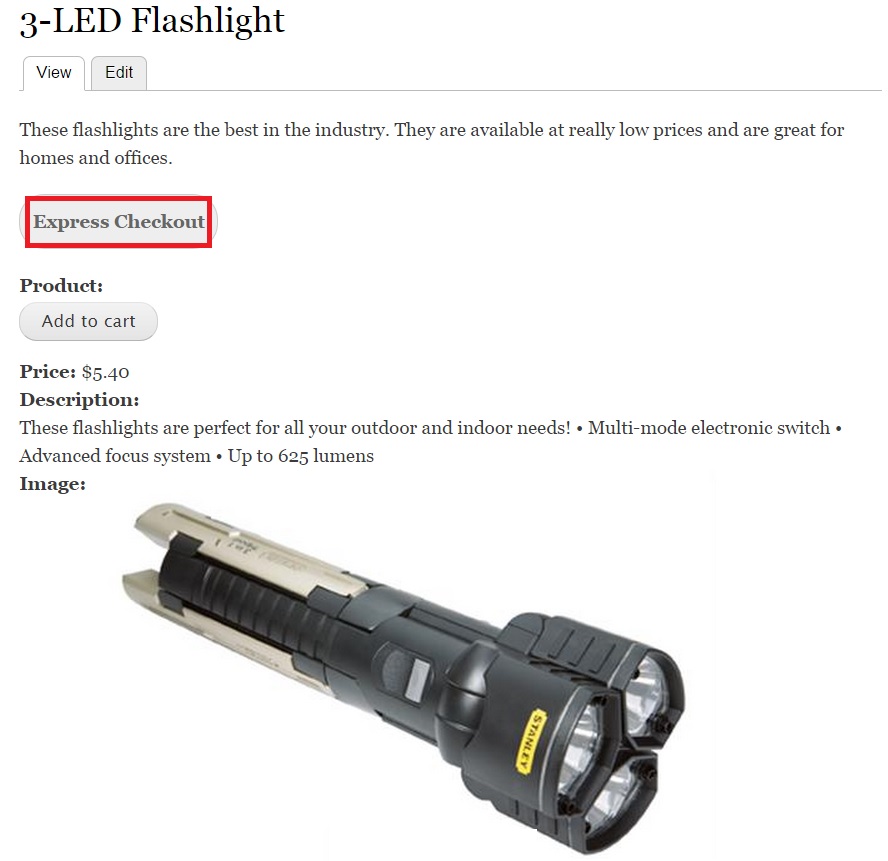 3-LED Flashlight
View Edit
These flashlights are the best in the industry. They are available at really low prices and are great for
homes and offices.
Express Checkout
Product:
Add to cart
Price: $5.40
Description:
These flashlights are perfect for all your outdoor and indoor needs! • Multi-mode electronic switch •
Advanced focus system • Up to 625 lumens
Image:
STANLEY